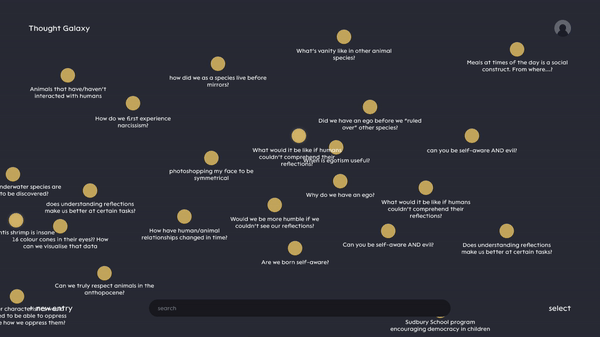 Thought Galaxy
What's vanity like in other animal
species?
Meals at times of the day is a social
construct. From where...?
how did we as a species live before
mirrors?
Animals that have/haven't
interacted with humans
How do we first experience
narcissism?
Did we have an ego before we "ruled
over" other species?
can you be self-aware AND evil?
What would it be like if humans
couldn't comprehend their
reflections?
When is egotism useful?
photoshopping my face to be
symmetrical
underwater species are
to be discovered?
does understanding reflections
make us better at certain tasks?
Why do we have an ego?
What would it be like if humans
couldn't comprehend their
reflections?
Would we be more humble if we
couldn't see our reflections?
How have human/animal
relationships changed in time?
shrimp is insane
16 colour cones in their eyes!? How
can we visualise that data
Can you be self-aware AND evil?
Does understanding reflections
make us better at certain tasks?
Are we born self-aware?
Can we truly respect animals in the
anthopocene?
new entry
ed to be able to oppress
how we oppress them?
search
select
Sudbury School program
encouraging democracy in children